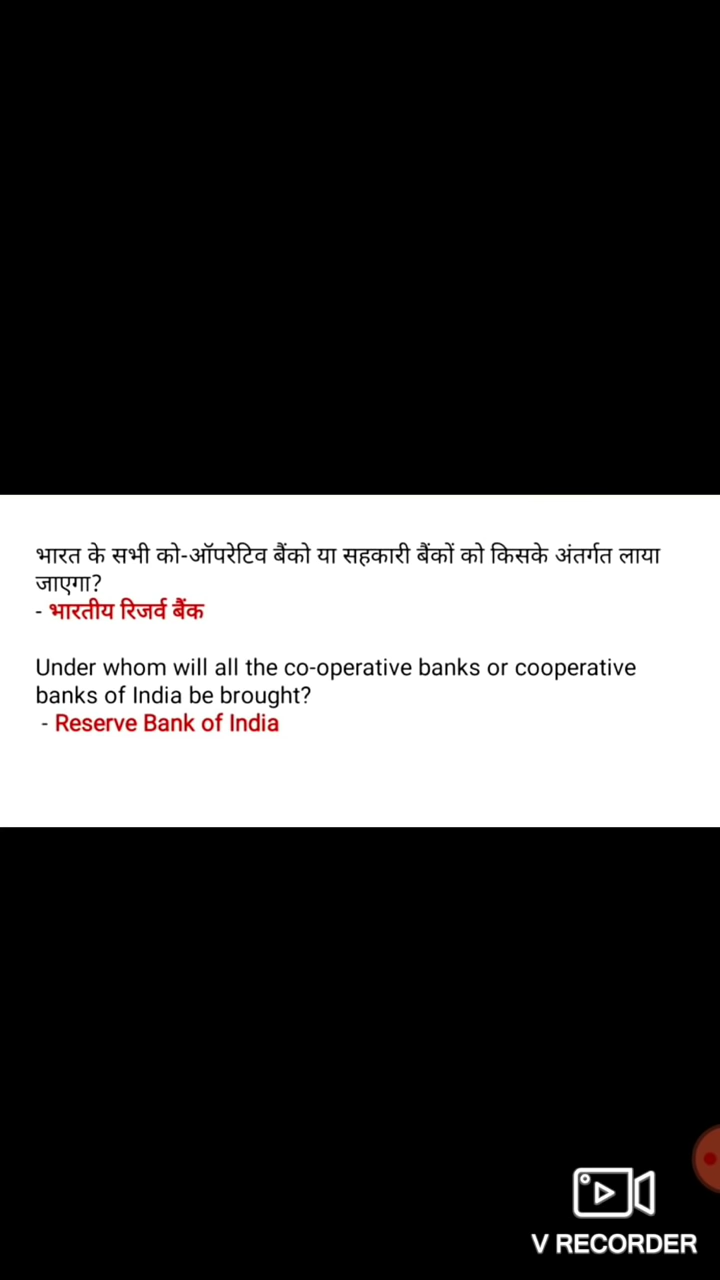 भारत के सभी को-ऑपरेटिव बैंको या सहकारी बैंकों को किसके अंतर्गत लाया
जाएगा?
- भारतीय रिजर्व बैंक
Under whom will all the co-operative banks or cooperative
banks of India be brought?
- Reserve Bank of India
V RECORDER